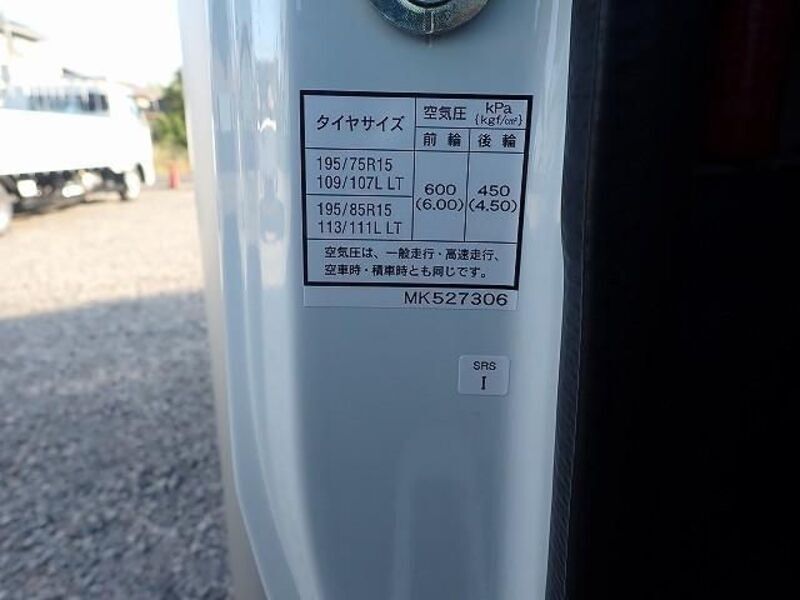 タイヤサイズ 空気圧 kPa
{kgf/cm²}
前輪 後輪
195/75R15
109/107L LT
600
(6.00)
450
(4.50)
195/85R15
113/111L LT
空気圧は、一般走行・高速走行、
空車時・積車時とも同じです。
MK527306
SRS
I